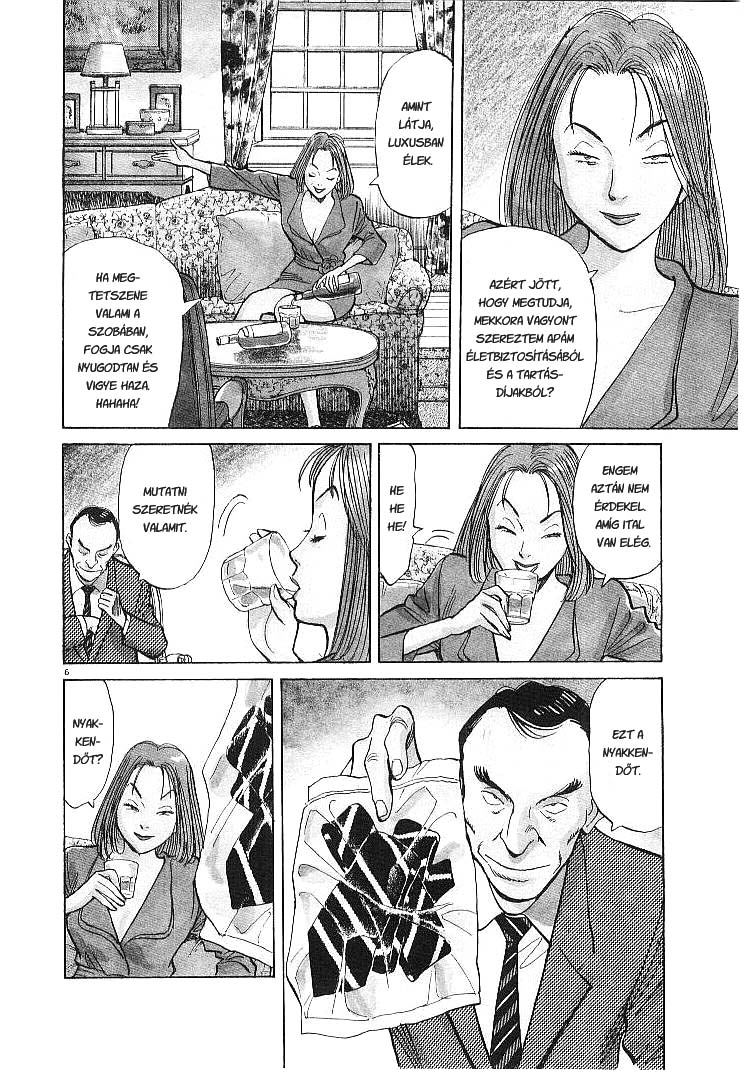 AZÉRT JÖTT,
HOGY MEGTUDJA,
MEKKORA VAGYONT
SZEREZTEM APÁM
ÉLETBIZTOSÍTÁSÁBÓL
ÉS A TARTÁS-
DÍJAKBÓL?
AMINT
LÁTJA,
LUXUSBAN
ÉLEK.
HA MEG-
TETSZENE
VALAMI A
SZOBÁBAN,
FOGJA CSAK
NYUGODTAN ÉS
VIGYE HAZA.
HAHAHA!
ENGEM
AZTÁN NEM
ÉRDEKEL.
AMÍG ITAL
VAN ELÉG.
HE
HE
HE!
MUTATNI
SZERETNÉK
VALAMIT.
6
EZT A
NYAKKEN-
DŐT.
NYAK-
KEN-
DŐT?